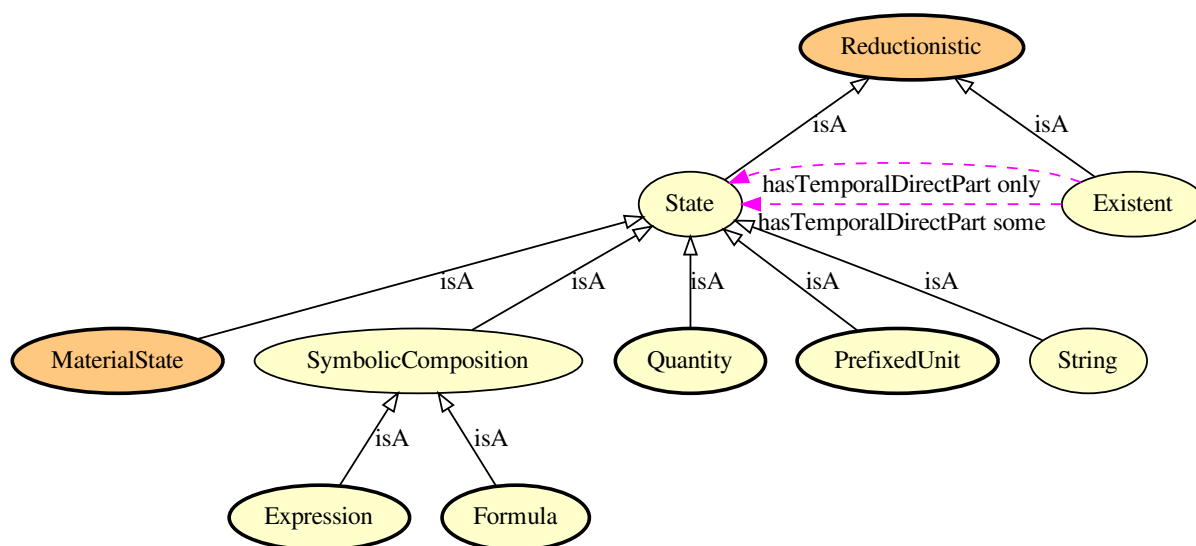 Reductionistic
isA
isA
hasTemporalDirectPart only
State
Existent
hasTemporalDirectPart some
isA
isA
isA
isA
isA
MaterialState
SymbolicComposition
Quantity
PrefixedUnit
String
isA
isA
Expression
Formula